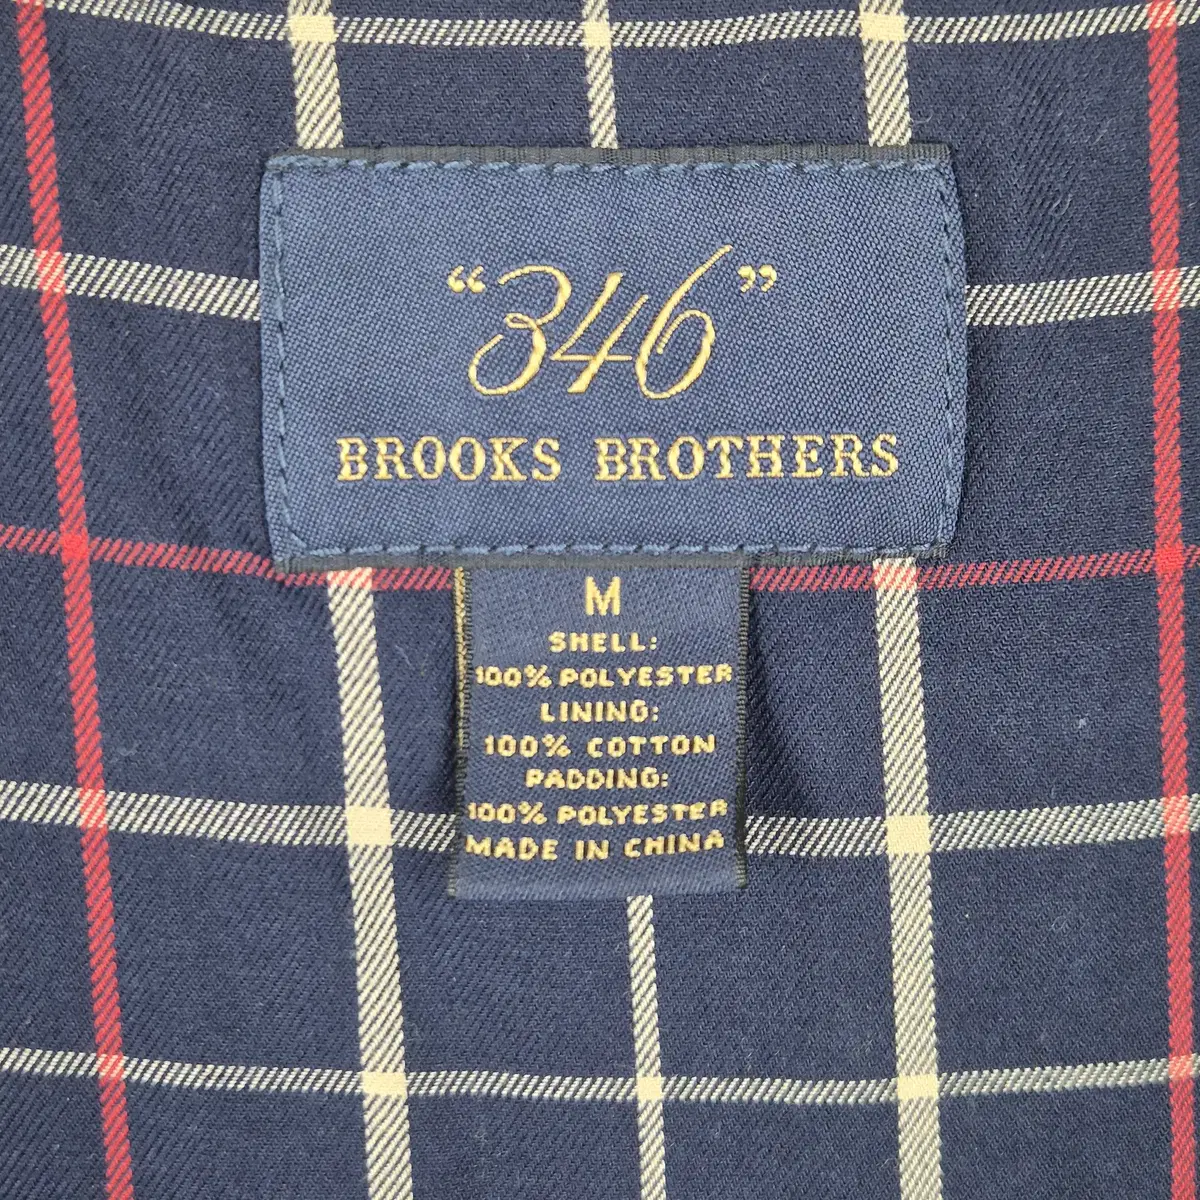 “346”
BROOKS BROTHERS
M
SHELL:
100% POLYESTER
LINING:
100% COTTON
PADDING:
100% POLYESTER
MADE IN CHINA